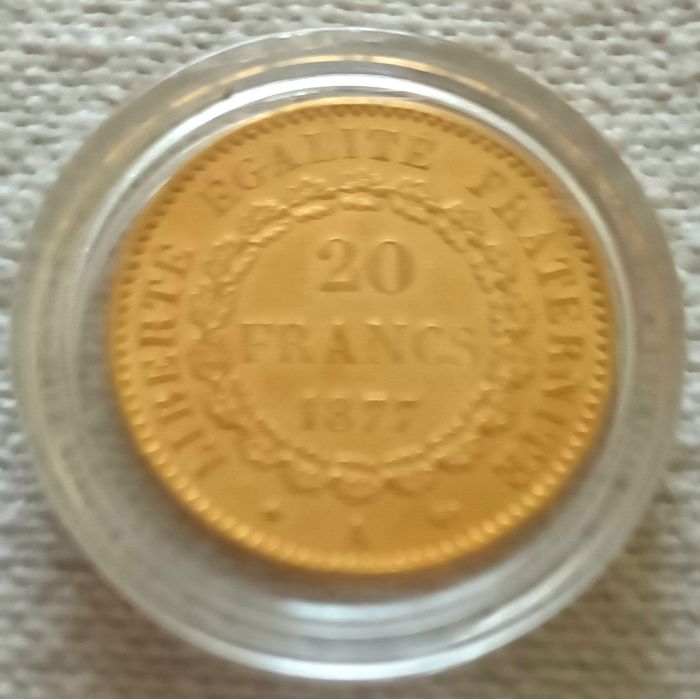 LIBERTE EGALITE FRATERNITE
20
FRANCS
1877
A